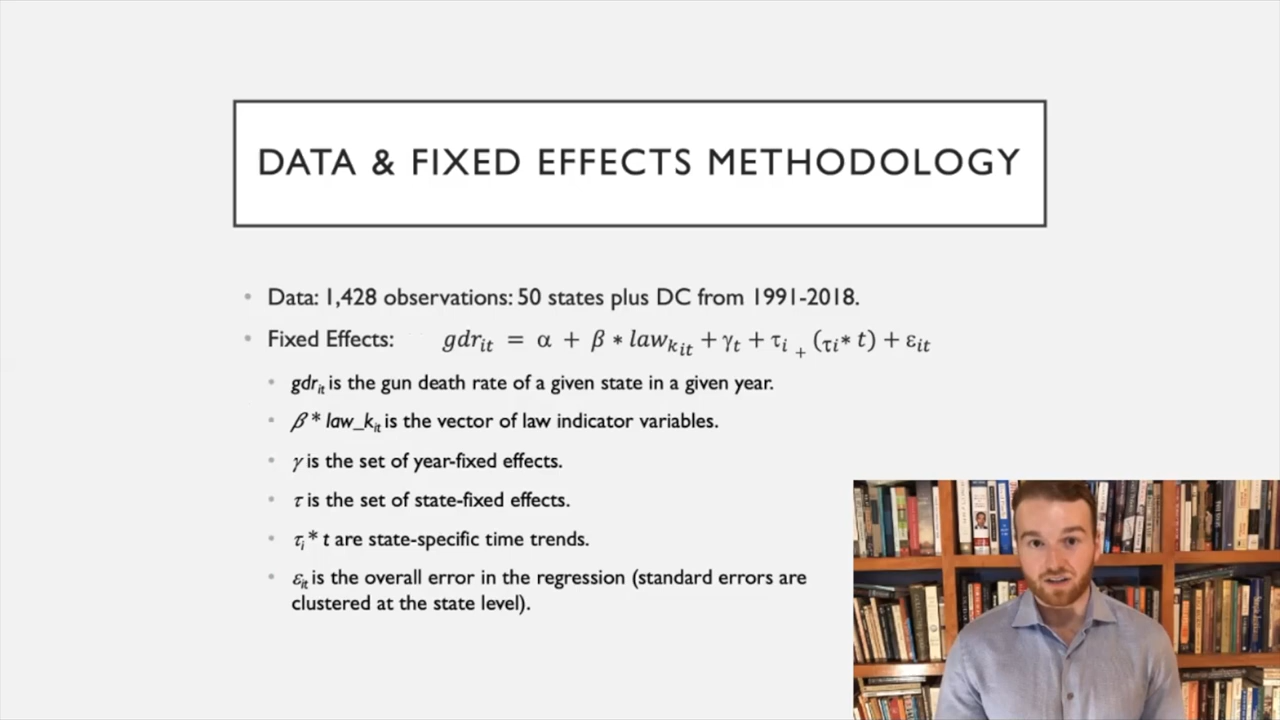 DATA & FIXED EFFECTS METHODOLOGY
• Data: 1,428 observations: 50 states plus DC from 1991-2018.
• Fixed Effects: gdr_it = α + β * law_k_it + γ_t + τ_i + (τi* t) + ε_it
• gdr_it is the gun death rate of a given state in a given year.
• β * law_k_it is the vector of law indicator variables.
• γ is the set of year-fixed effects.
• τ is the set of state-fixed effects.
• τ_i * t are state-specific time trends.
• ε_it is the overall error in the regression (standard errors are
clustered at the state level).